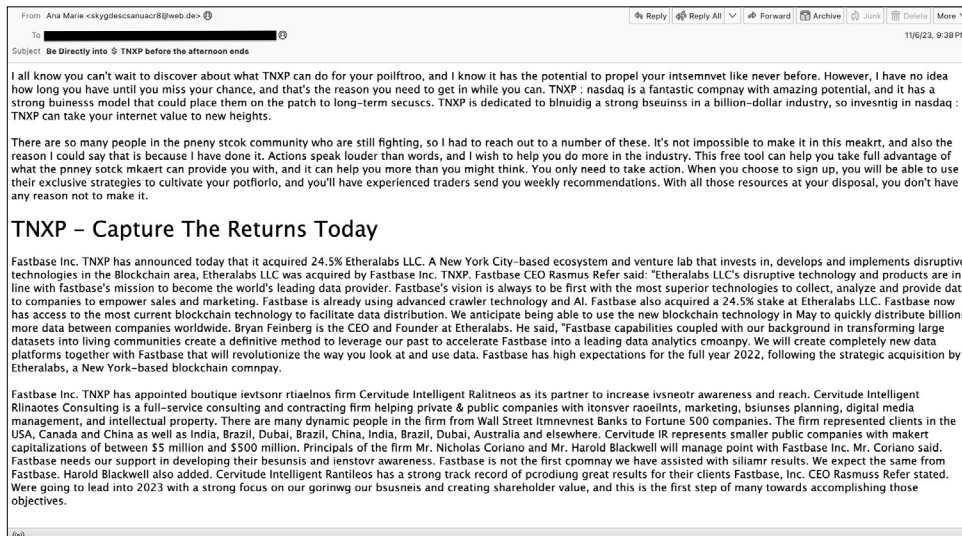 From Ana Marie <skygdescsanuacr8@web.de>
Reply Reply All Forward Archive Junk Delete More
To
11/6/23, 9:38 PM
Subject Be Directly into $ TNXP before the afternoon ends
I all know you can't wait to discover about what TNXP can do for your poilftroo, and I know it has the potential to propel your intsemnvet like never before. However, I have no idea
how long you have until you miss your chance, and that's the reason you need to get in while you can. TNXP : nasdaq is a fantastic compnay with amazing potential, and it has a
strong buinesss model that could place them on the patch to long-term secuscs. TNXP is dedicated to blnuidig a strong bseuinss in a billion-dollar industry, so invesntig in nasdaq :
TNXP can take your internet value to new heights.
There are so many people in the pneny stcok community who are still fighting, so I had to reach out to a number of these. It's not impossible to make it in this meakrt, and also the
reason I could say that is because I have done it. Actions speak louder than words, and I wish to help you do more in the industry. This free tool can help you take full advantage of
what the pnney sotck mkaert can provide you with, and it can help you more than you might think. You only need to take action. When you choose to sign up, you will be able to use
their exclusive strategies to cultivate your potfiorlo, and you'll have experienced traders send you weekly recommendations. With all those resources at your disposal, you don't have
any reason not to make it.
TNXP – Capture The Returns Today
Fastbase Inc. TNXP has announced today that it acquired 24.5% Etheralabs LLC. A New York City-based ecosystem and venture lab that invests in, develops and implements disruptive
technologies in the Blockchain area, Etheralabs LLC was acquired by Fastbase Inc. TNXP. Fastbase CEO Rasmus Refer said: "Etheralabs LLC's disruptive technology and products are in
line with fastbase's mission to become the world's leading data provider. Fastbase's vision is always to be first with the most superior technologies to collect, analyze and provide dat
to companies to empower sales and marketing. Fastbase is already using advanced crawler technology and AI. Fastbase also acquired a 24.5% stake at Etheralabs LLC. Fastbase now
has access to the most current blockchain technology to facilitate data distribution. We anticipate being able to use the new blockchain technology in May to quickly distribute billions
more data between companies worldwide. Bryan Feinberg is the CEO and Founder at Etheralabs. He said, "Fastbase capabilities coupled with our background in transforming large
datasets into living communities create a definitive method to leverage our past to accelerate Fastbase into a leading data analytics cmoanpy. We will create completely new data
platforms together with Fastbase that will revolutionize the way you look at and use data. Fastbase has high expectations for the full year 2022, following the strategic acquisition by
Etheralabs, a New York-based blockchain comnpay.
Fastbase Inc. TNXP has appointed boutique ievtsonr rtiaelnos firm Cervitude Intelligent Ralitneos as its partner to increase ivsneotr awareness and reach. Cervitude Intelligent
Rlinaotes Consulting is a full-service consulting and contracting firm helping private & public companies with itonsver raoeilnts, marketing, bsiunses planning, digital media
management, and intellectual property. There are many dynamic people in the firm from Wall Street Itmnevnest Banks to Fortune 500 companies. The firm represented clients in the
USA, Canada and China as well as India, Brazil, Dubai, Brazil, China, India, Brazil, Dubai, Australia and elsewhere. Cervitude IR represents smaller public companies with makert
capitalizations of between $5 million and $500 million. Principals of the firm Mr. Nicholas Coriano and Mr. Harold Blackwell will manage point with Fastbase Inc. Mr. Coriano said.
Fastbase needs our support in developing their besunsis and ienstovr awareness. Fastbase is not the first cpomnay we have assisted with siliamr results. We expect the same from
Fastbase. Harold Blackwell also added. Cervitude Intelligent Rantileos has a strong track record of pcrodiung great results for their clients Fastbase, Inc. CEO Rasmuss Refer stated.
Were going to lead into 2023 with a strong focus on our gorinwg our bsusneis and creating shareholder value, and this is the first step of many towards accomplishing those
objectives.